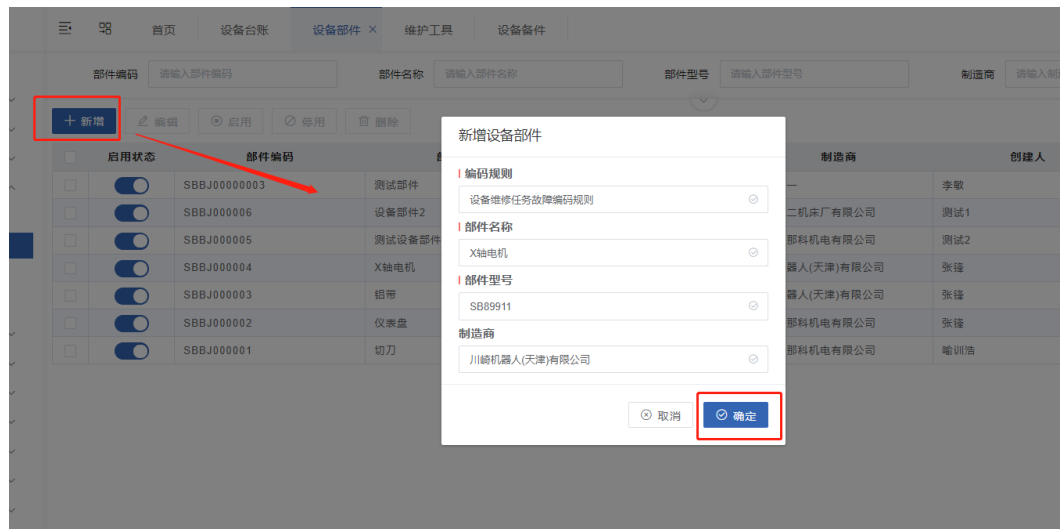 首页 设备台账 设备部件 × 维护工具 设备备件
部件编码 请输入部件编码 部件名称 请输入部件名称 部件型号 请输入部件型号 制造商 请输入制
+ 新增 编辑 启用 停用 删除
启用状态 部件编码 制造商 创建人
SBBJ00000003 测试部件 — 李敏
SBBJ000006 设备部件2 二机床厂有限公司 测试1
SBBJ000005 测试设备部件 那科机电有限公司 测试2
SBBJ000004 X轴电机 器人(天津)有限公司 张锋
SBBJ000003 铝带 器人(天津)有限公司 张锋
SBBJ000002 仪表盘 那科机电有限公司 张锋
SBBJ000001 切刀 那科机电有限公司 喻训浩
新增设备部件
编码规则
设备维修任务故障编码规则
部件名称
X轴电机
部件型号
SB89911
制造商
川崎机器人(天津)有限公司
取消 确定